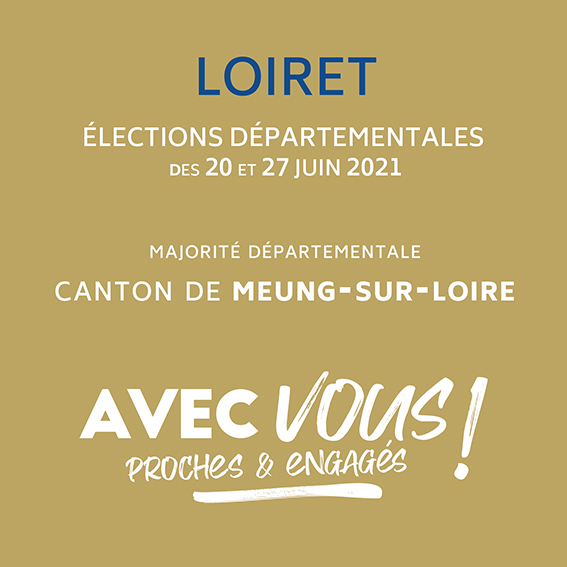 LOIRET
ÉLECTIONS DÉPARTEMENTALES
DES 20 ET 27 JUIN 2021
MAJORITÉ DÉPARTEMENTALE
CANTON DE MEUNG-SUR-LOIRE
AVEC VOUS !
PROCHES & ENGAGÉS